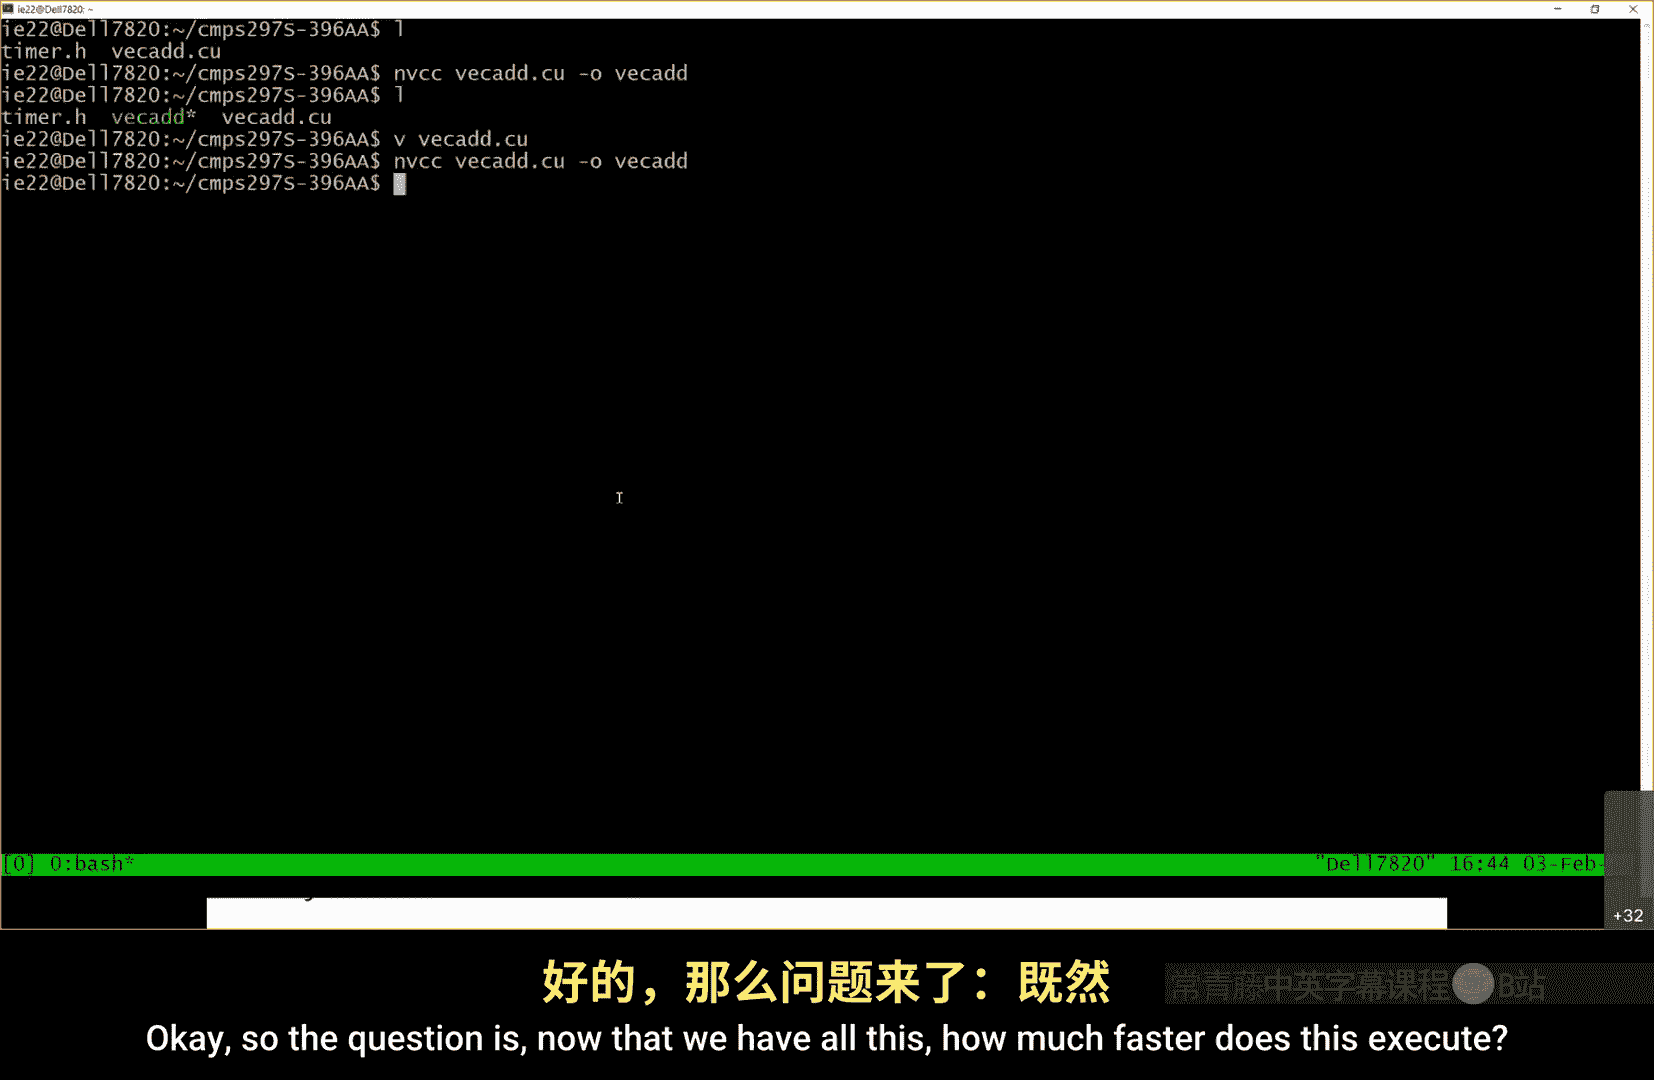 ie22@Dell7820: ~
ie22@Dell7820:~/cmps297S-396AA$ l
timer.h  vecadd.cu
ie22@Dell7820:~/cmps297S-396AA$ nvcc vecadd.cu -o vecadd
ie22@Dell7820:~/cmps297S-396AA$ l
timer.h  vecadd*  vecadd.cu
ie22@Dell7820:~/cmps297S-396AA$ v vecadd.cu
ie22@Dell7820:~/cmps297S-396AA$ nvcc vecadd.cu -o vecadd
ie22@Dell7820:~/cmps297S-396AA$
[0] 0:bash* "Dell7820" 16:44 03-Feb-
+32
好的，那么问题来了：既然
常青藤中英字幕课程 B站
Okay, so the question is, now that we have all this, how much faster does this execute?